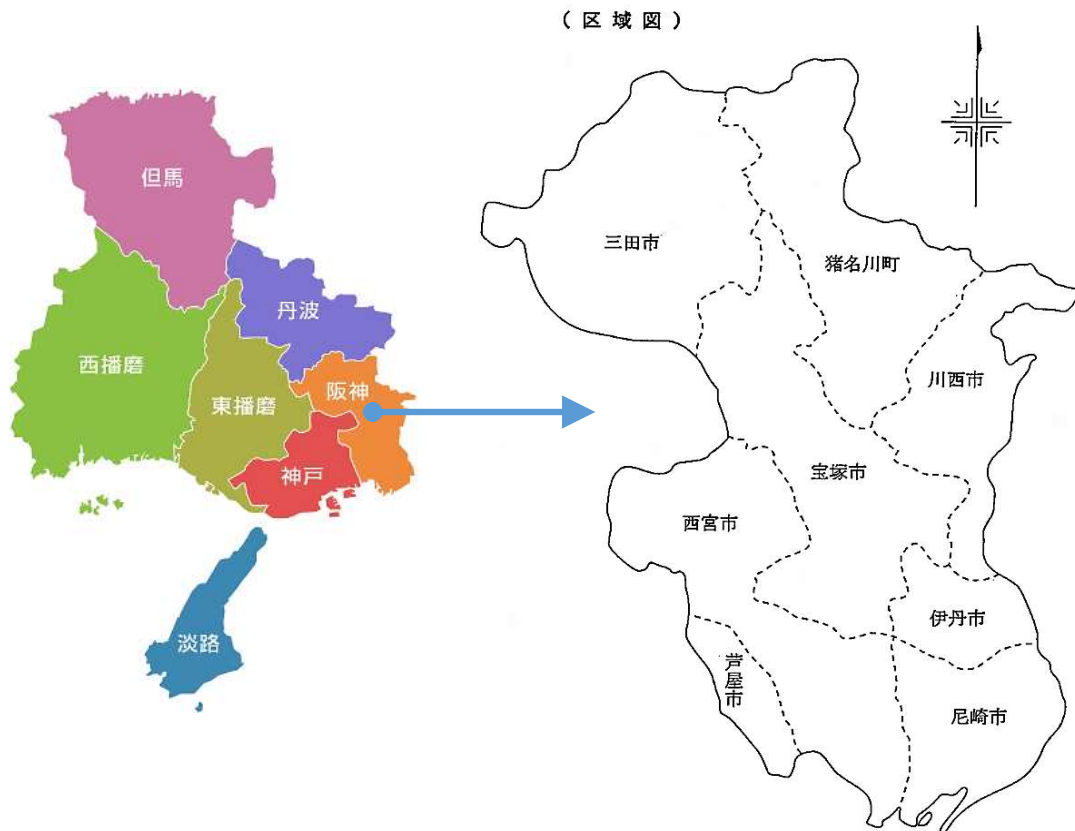 (区域図)
但馬
丹波
西播磨
東播磨
阪神
神戸
淡路
三田市
猪名川町
川西市
宝塚市
西宮市
伊丹市
芦屋市
尼崎市